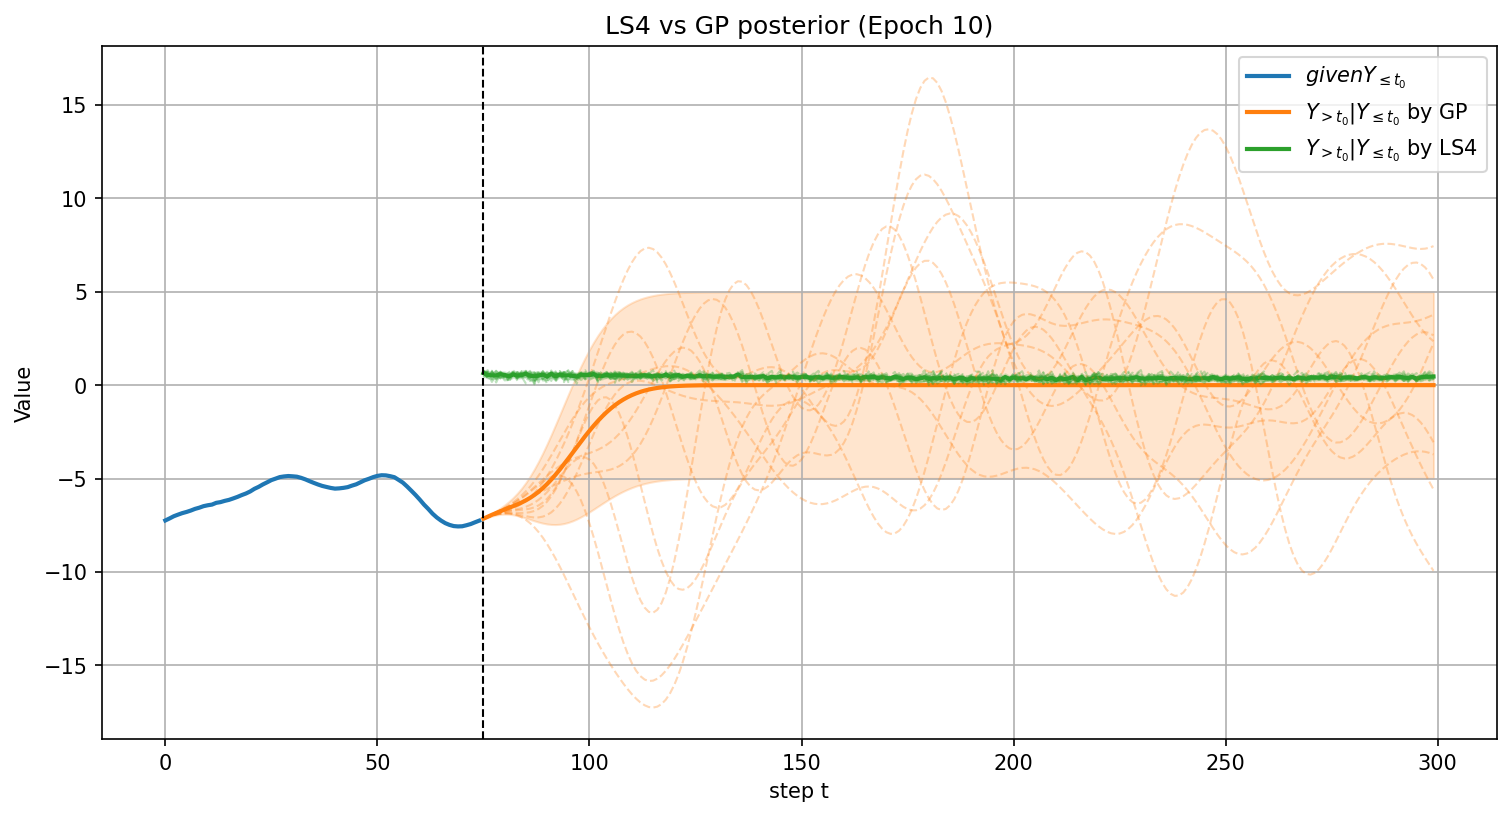 LS4 vs GP posterior (Epoch 10)
givenY≤t₀
Y>t₀|Y≤t₀ by GP
Y>t₀|Y≤t₀ by LS4
15
10
5
0
−5
−10
−15
Value
0 50 100 150 200 250 300
step t